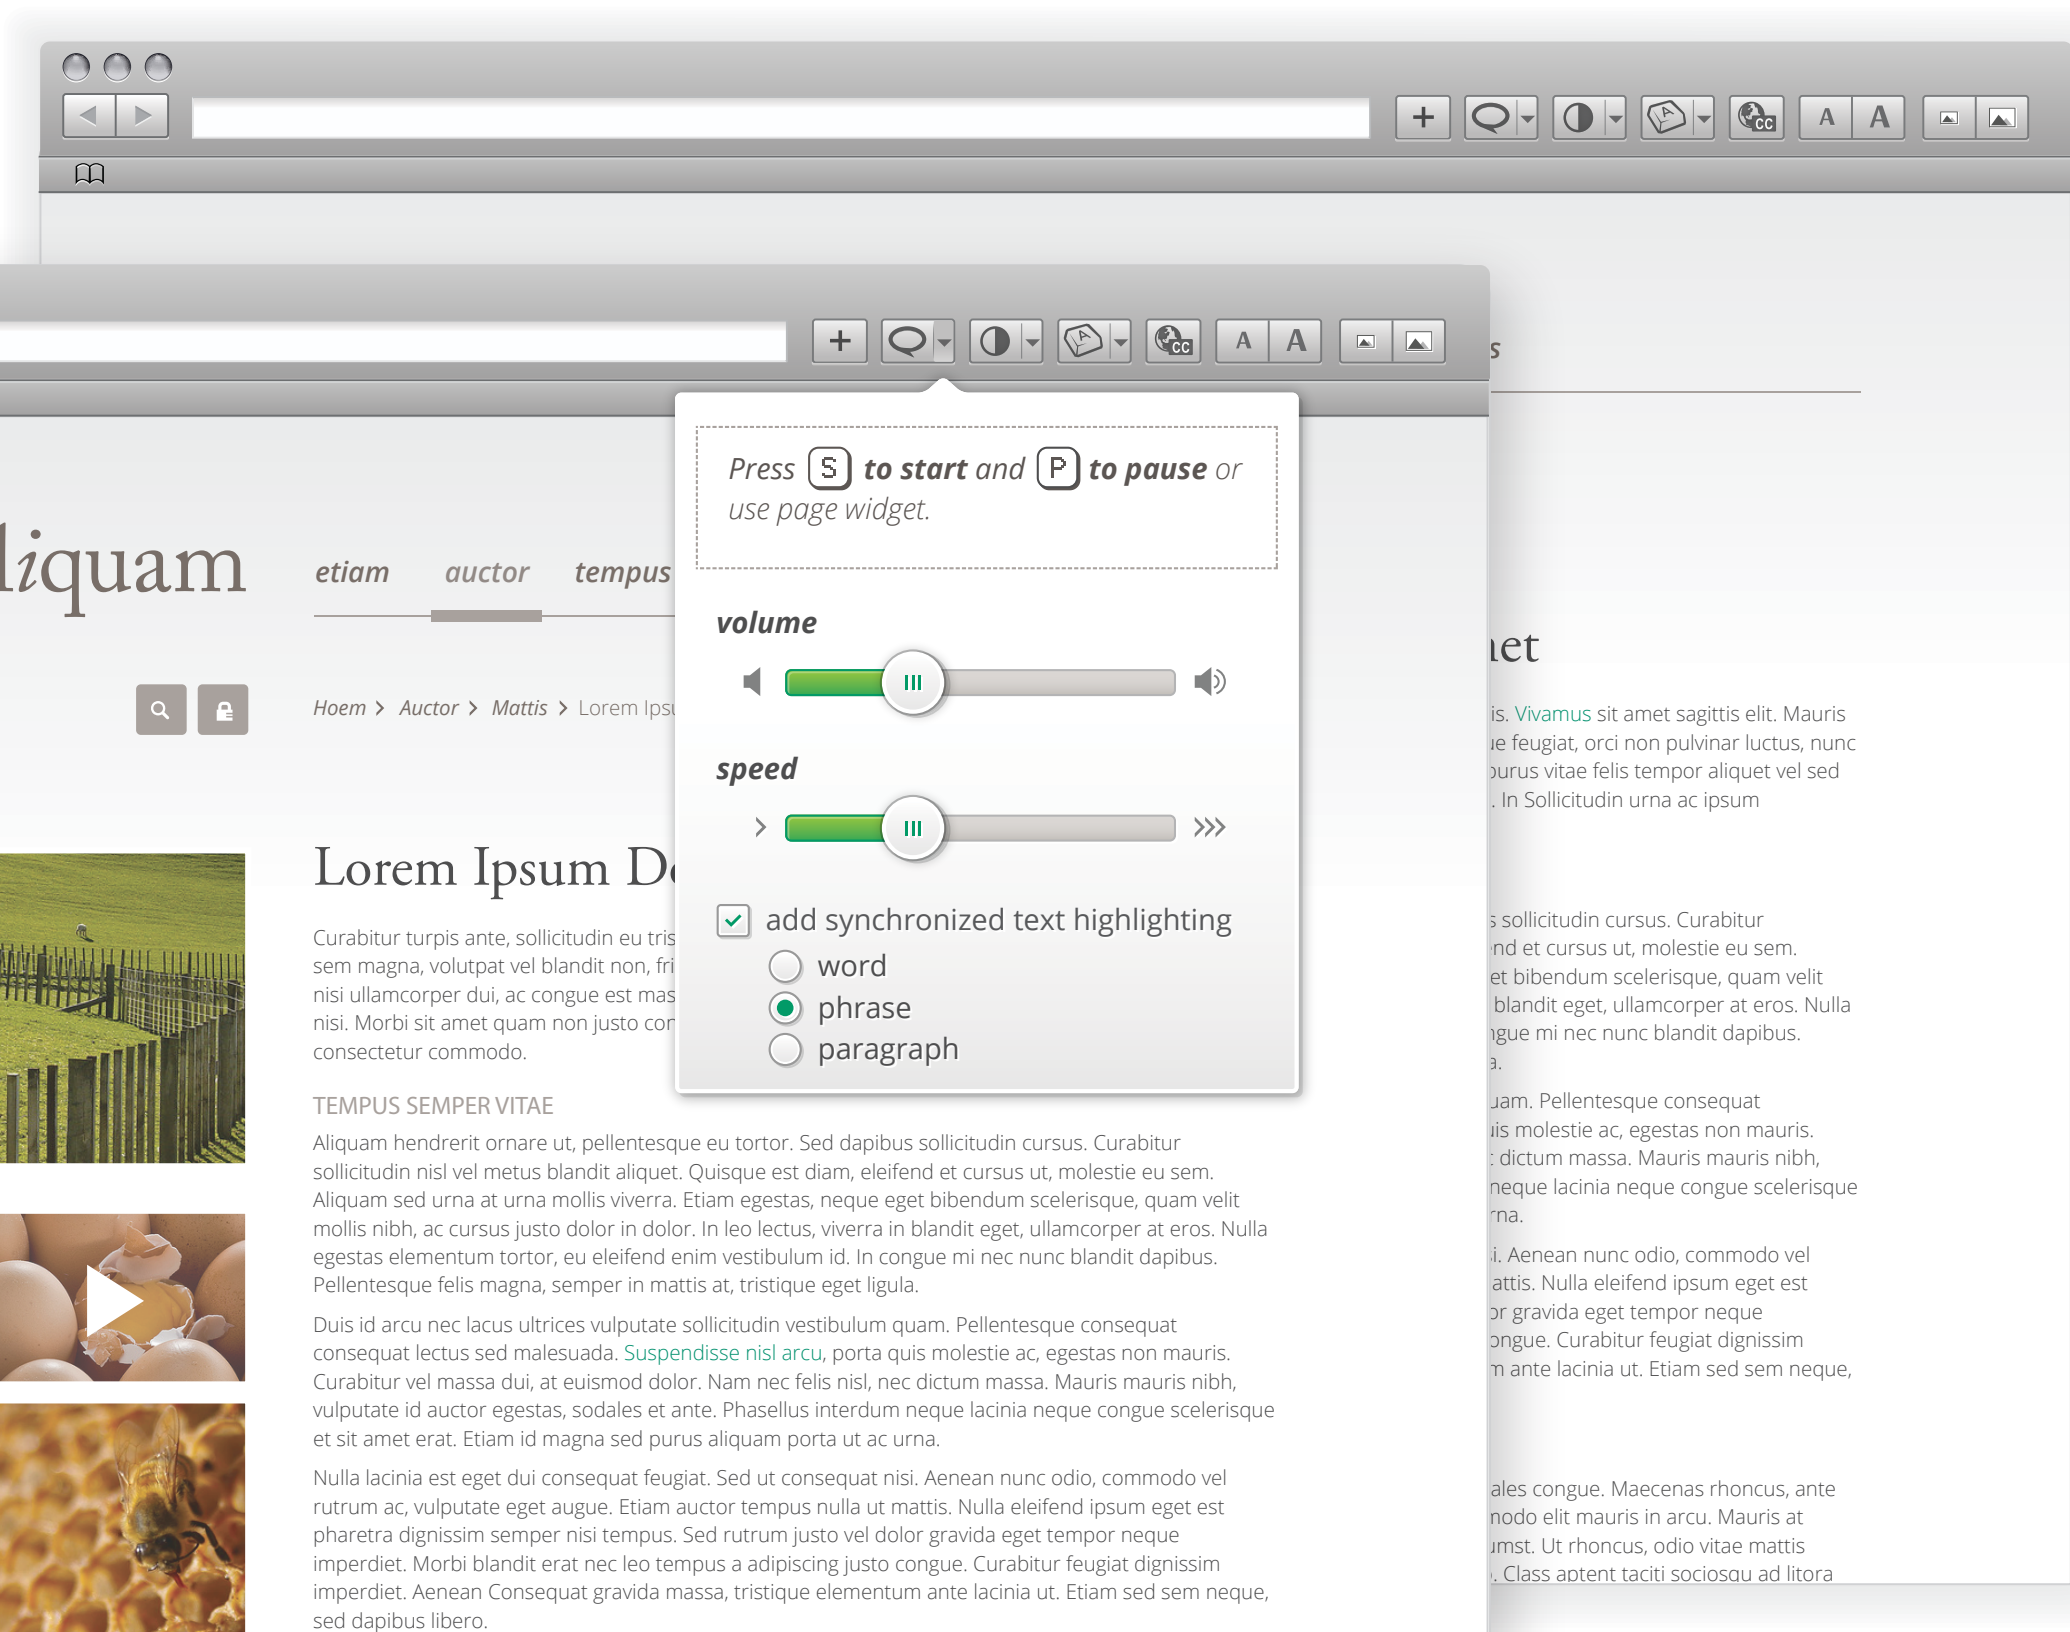 A A
CC
A A
CC
s
Press S to start and P to pause or
use page widget.
etiam auctor tempus
volume
Hoem > Auctor > Mattis > Lorem
speed
Lorem Ipsum
add synchronized text highlighting
word
phrase
paragraph
Curabitur turpis ante, sollicitudin eu
sem magna, volutpat vel blandit non,
nisi ullamcorper dui, ac congue est
nisi. Morbi sit amet quam non justo
consectetur commodo.
TEMPUS SEMPER VITAE
Aliquam hendrerit ornare ut, pellentesque eu tortor. Sed dapibus sollicitudin cursus. Curabitur
sollicitudin nisl vel metus blandit aliquet. Quisque est diam, eleifend et cursus ut, molestie eu sem.
Aliquam sed urna at urna mollis viverra. Etiam egestas, neque eget bibendum scelerisque, quam velit
mollis nibh, ac cursus justo dolor in dolor. In leo lectus, viverra in blandit eget, ullamcorper at eros. Nulla
egestas elementum tortor, eu eleifend enim vestibulum id. In congue mi nec nunc blandit dapibus.
Pellentesque felis magna, semper in mattis at, tristique eget ligula.
Duis id arcu nec lacus ultrices vulputate sollicitudin vestibulum quam. Pellentesque consequat
consequat lectus sed malesuada. Suspendisse nisl arcu, porta quis molestie ac, egestas non mauris.
Curabitur vel massa dui, at euismod dolor. Nam nec felis nisl, nec dictum massa. Mauris mauris nibh,
vulputate id auctor egestas, sodales et ante. Phasellus interdum neque lacinia neque congue scelerisque
et sit amet erat. Etiam id magna sed purus aliquam porta ut ac urna.
Nulla lacinia est eget dui consequat feugiat. Sed ut consequat nisi. Aenean nunc odio, commodo vel
rutrum ac, vulputate eget augue. Etiam auctor tempus nulla ut mattis. Nulla eleifend ipsum eget est
pharetra dignissim semper nisi tempus. Sed rutrum justo vel dolor gravida eget tempor neque
imperdiet. Morbi blandit erat nec leo tempus a adipiscing justo congue. Curabitur feugiat dignissim
imperdiet. Aenean Consequat gravida massa, tristique elementum ante lacinia ut. Etiam sed sem neque,
sed dapibus libero.
Vivamus sit amet sagittis elit. Mauris
feugiat, orci non pulvinar luctus, nunc
vitae felis tempor aliquet vel sed
. In Sollicitudin urna ac ipsum
sollicitudin cursus. Curabitur
et cursus ut, molestie eu sem.
et bibendum scelerisque, quam velit
blandit eget, ullamcorper at eros. Nulla
mi nec nunc blandit dapibus.
Pellentesque consequat
molestie ac, egestas non mauris.
dictum massa. Mauris mauris nibh,
neque lacinia neque congue scelerisque
Aenean nunc odio, commodo vel
Nulla eleifend ipsum eget est
gravida eget tempor neque
Curabitur feugiat dignissim
ante lacinia ut. Etiam sed sem neque,
congue. Maecenas rhoncus, ante
elit mauris in arcu. Mauris at
Ut rhoncus, odio vitae mattis
Class aptent taciti sociosqu ad litora